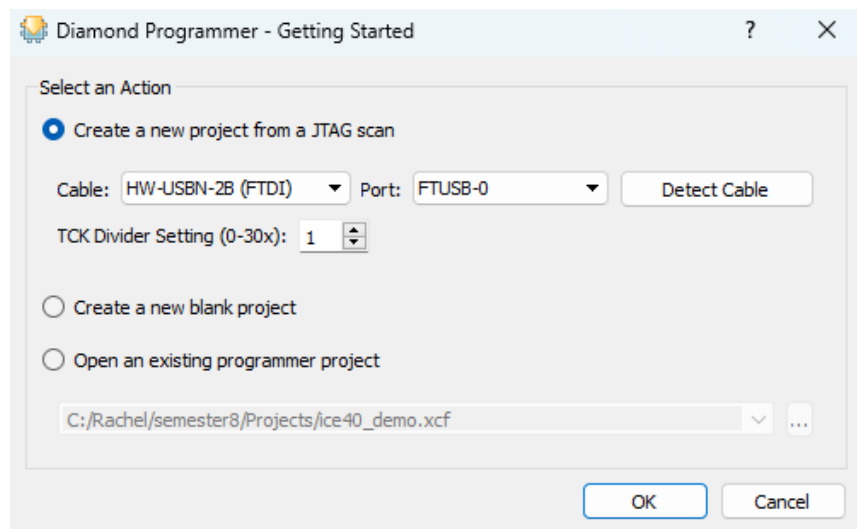 Diamond Programmer - Getting Started ? ✕
Select an Action
Create a new project from a JTAG scan
Cable: HW-USBN-2B (FTDI) Port: FTUSB-0 Detect Cable
TCK Divider Setting (0-30x): 1
Create a new blank project
Open an existing programmer project
C:/Rachel/semester8/Projects/ice40_demo.xcf ...
OK Cancel